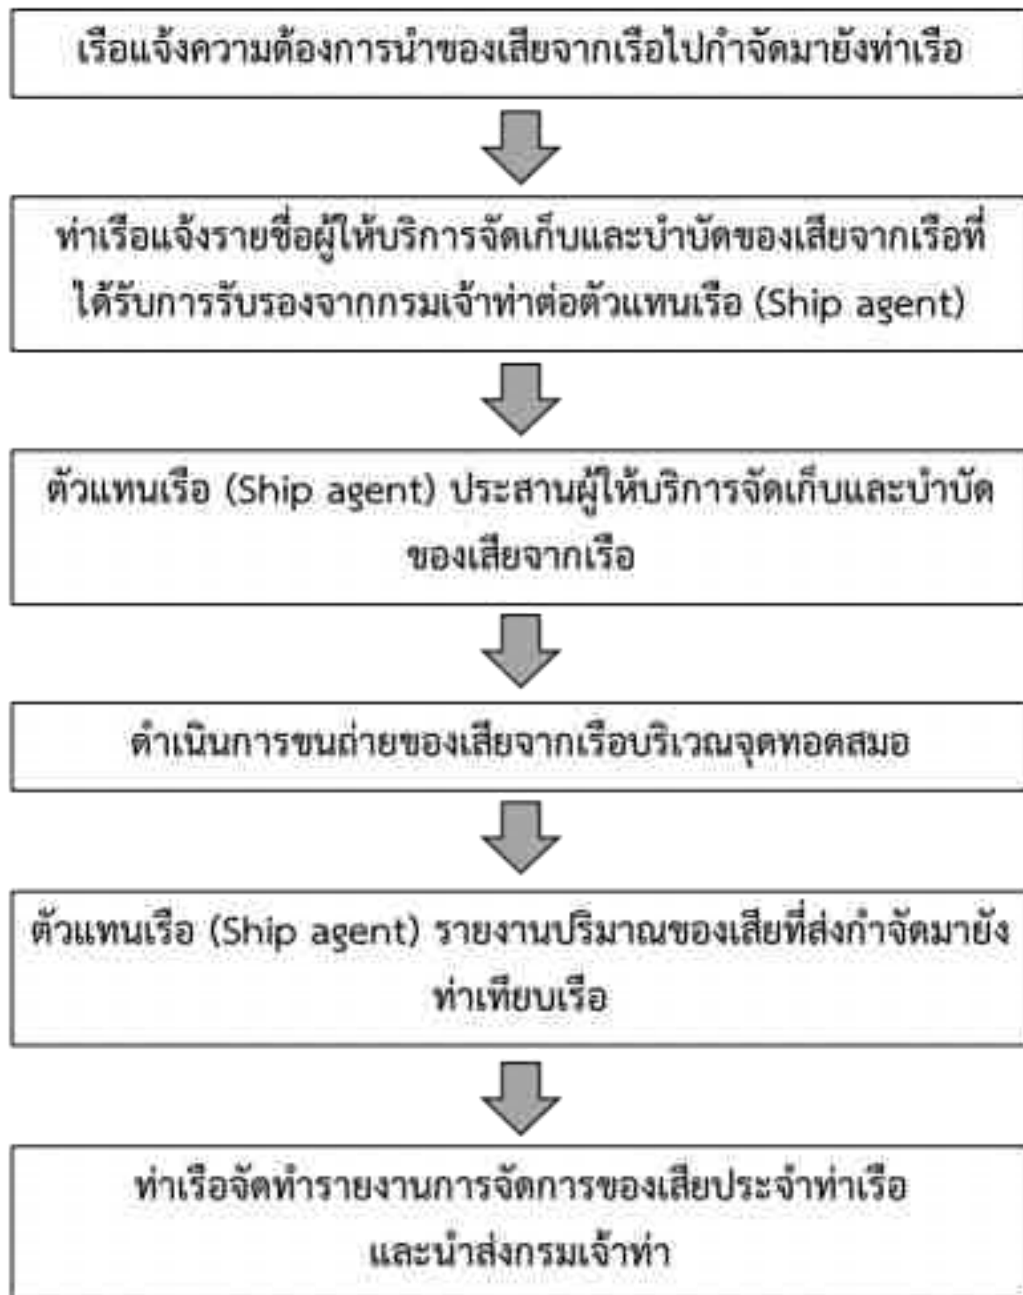 เรือแจ้งความต้องการนำของเสียจากเรือไปกำจัดมายังท่าเรือ
ท่าเรือแจ้งรายชื่อผู้ให้บริการจัดเก็บและบำบัดของเสียจากเรือที่
ได้รับการรับรองจากกรมเจ้าท่าต่อตัวแทนเรือ (Ship agent)
ตัวแทนเรือ (Ship agent) ประสานผู้ให้บริการจัดเก็บและบำบัด
ของเสียจากเรือ
ดำเนินการขนถ่ายของเสียจากเรือบริเวณจุดทอดสมอ
ตัวแทนเรือ (Ship agent) รายงานปริมาณของเสียที่ส่งกำจัดมายัง
ท่าเทียบเรือ
ท่าเรือจัดทำรายงานการจัดการของเสียประจำท่าเรือ
และนำส่งกรมเจ้าท่า